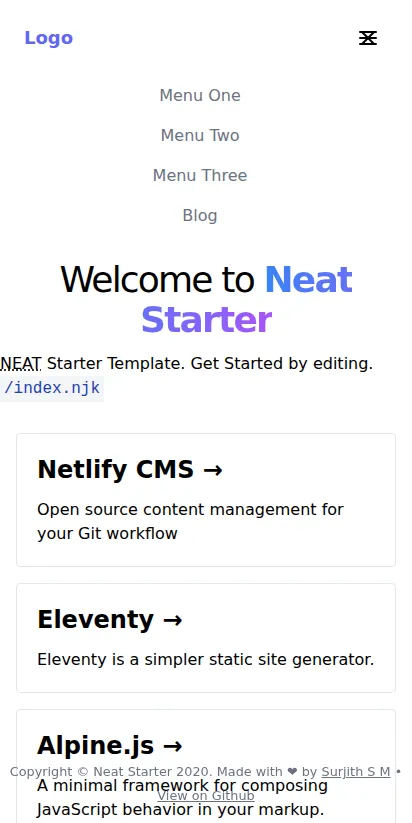 Logo
Menu One
Menu Two
Menu Three
Blog
Welcome to Neat
Starter
NEAT Starter Template. Get Started by editing.
/index.njk
Netlify CMS →
Open source content management for
your Git workflow
Eleventy →
Eleventy is a simpler static site generator.
Alpine.js →
Copyright © Neat Starter 2020. Made with ❤ by Surjith S M •
A minimal framework for composing
View on Github
JavaScript behavior in your markup.